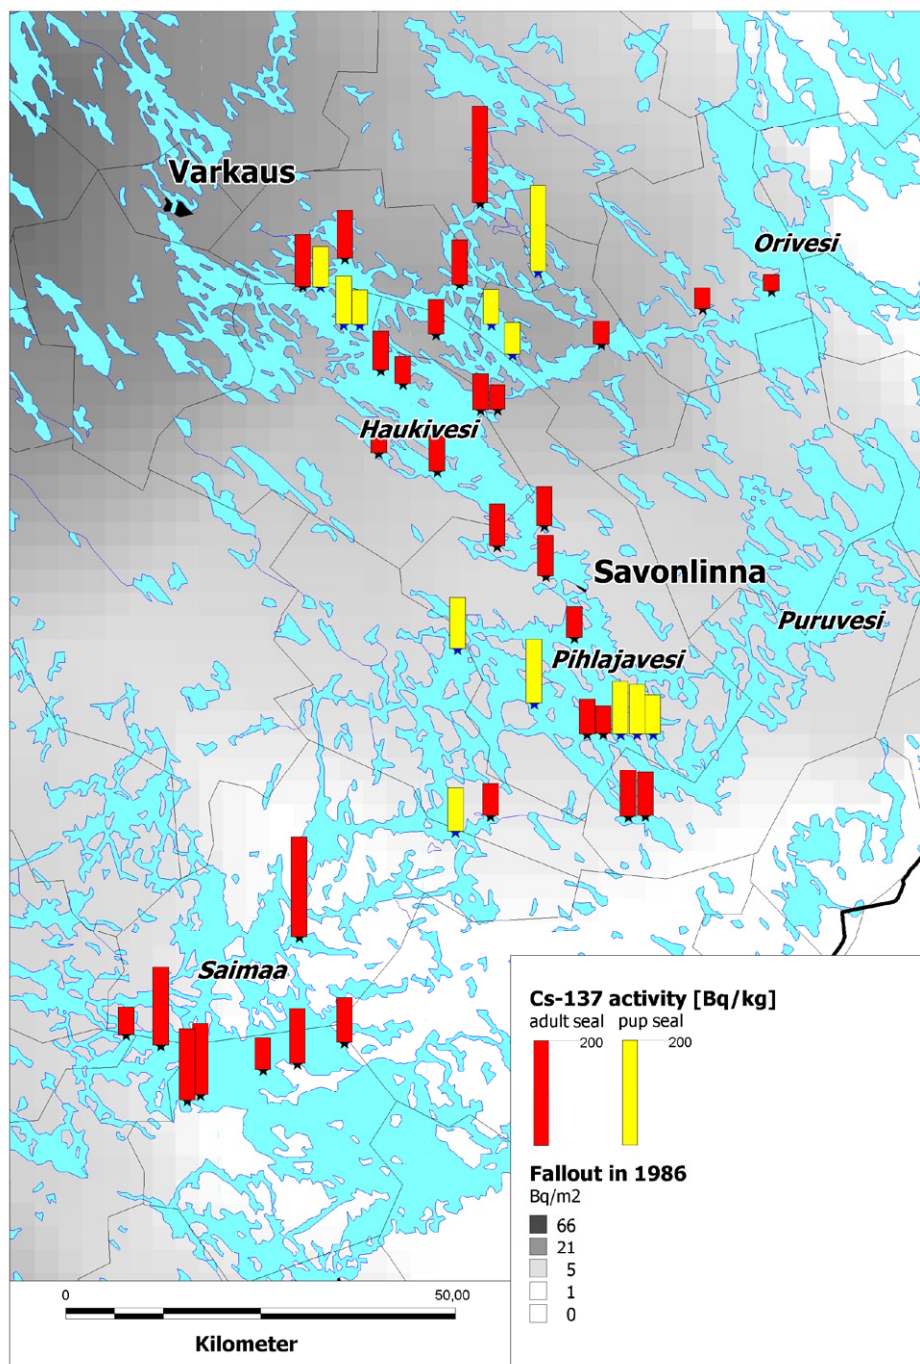 Varkaus
Orivesi
Haukivesi
Savonlinna
Puruvesi
Pihlajavesi
Saimaa
Cs-137 activity [Bq/kg]
adult seal pup seal
200 200
Fallout in 1986
Bq/m2
66
21
5
1
0
0 50,00
Kilometer